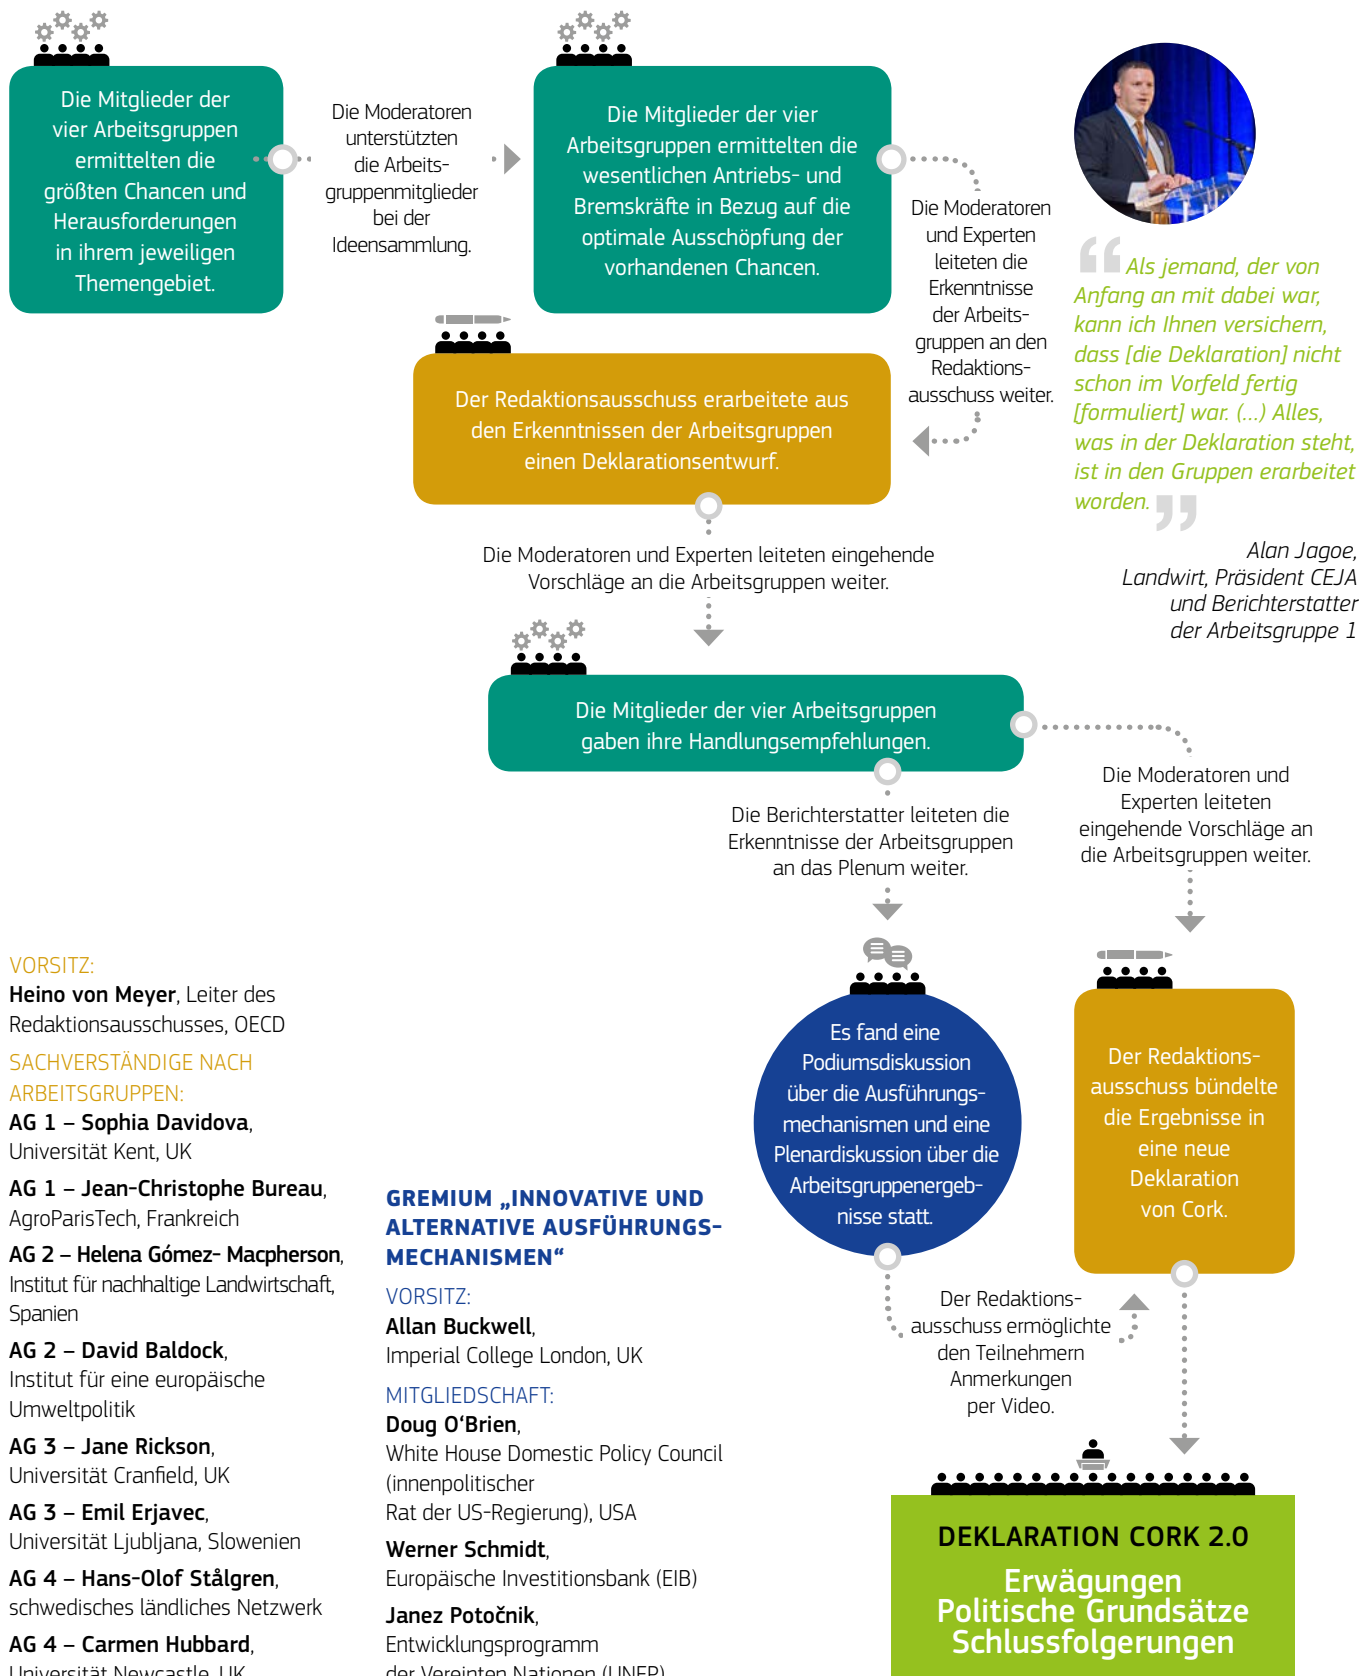 Die Mitglieder der
vier Arbeitsgruppen
ermittelten die
größten Chancen und
Herausforderungen
in ihrem jeweiligen
Themengebiet.
Die Moderatoren
unterstützten
die Arbeits-
gruppenmitglieder
bei der
Ideensammlung.
Die Mitglieder der vier
Arbeitsgruppen ermittelten die
wesentlichen Antriebs- und
Bremskräfte in Bezug auf die
optimale Ausschöpfung der
vorhandenen Chancen.
Die Moderatoren
und Experten
leiteten die
Erkenntnisse
der Arbeits-
gruppen an den
Redaktions-
ausschuss weiter.
Der Redaktionsausschuss erarbeitete aus
den Erkenntnissen der Arbeitsgruppen
einen Deklarationsentwurf.
“ Als jemand, der von
Anfang an mit dabei war,
kann ich Ihnen versichern,
dass [die Deklaration] nicht
schon im Vorfeld fertig
[formuliert] war. (...) Alles,
was in der Deklaration steht,
ist in den Gruppen erarbeitet
worden. ”
Alan Jagoe,
Landwirt, Präsident CEJA
und Berichterstatter
der Arbeitsgruppe 1
Die Moderatoren und Experten leiteten eingehende
Vorschläge an die Arbeitsgruppen weiter.
Die Mitglieder der vier Arbeitsgruppen
gaben ihre Handlungsempfehlungen.
Die Berichterstatter leiteten die
Erkenntnisse der Arbeitsgruppen
an das Plenum weiter.
Die Moderatoren und
Experten leiteten
eingehende Vorschläge an
die Arbeitsgruppen weiter.
Es fand eine
Podiumsdiskussion
über die Ausführungs-
mechanismen und eine
Plenardiskussion über die
Arbeitsgruppenergeb-
nisse statt.
Der Redaktions-
ausschuss bündelte
die Ergebnisse in
eine neue
Deklaration
von Cork.
Der Redaktions-
ausschuss ermöglichte
den Teilnehmern
Anmerkungen
per Video.
DEKLARATION CORK 2.0
Erwägungen
Politische Grundsätze
Schlussfolgerungen
VORSITZ:
Heino von Meyer, Leiter des
Redaktionsausschusses, OECD
SACHVERSTÄNDIGE NACH
ARBEITSGRUPPEN:
AG 1 – Sophia Davidova,
Universität Kent, UK
AG 1 – Jean-Christophe Bureau,
AgroParisTech, Frankreich
AG 2 – Helena Gómez- Macpherson,
Institut für nachhaltige Landwirtschaft,
Spanien
AG 2 – David Baldock,
Institut für eine europäische
Umweltpolitik
AG 3 – Jane Rickson,
Universität Cranfield, UK
AG 3 – Emil Erjavec,
Universität Ljubljana, Slowenien
AG 4 – Hans-Olof Stålgren,
schwedisches ländliches Netzwerk
AG 4 – Carmen Hubbard,
Universität Newcastle, UK
GREMIUM „INNOVATIVE UND
ALTERNATIVE AUSFÜHRUNGS-
MECHANISMEN“
VORSITZ:
Allan Buckwell,
Imperial College London, UK
MITGLIEDSCHAFT:
Doug O‘Brien,
White House Domestic Policy Council
(innenpolitischer
Rat der US-Regierung), USA
Werner Schmidt,
Europäische Investitionsbank (EIB)
Janez Potočnik,
Entwicklungsprogramm
der Vereinten Nationen (UNEP)